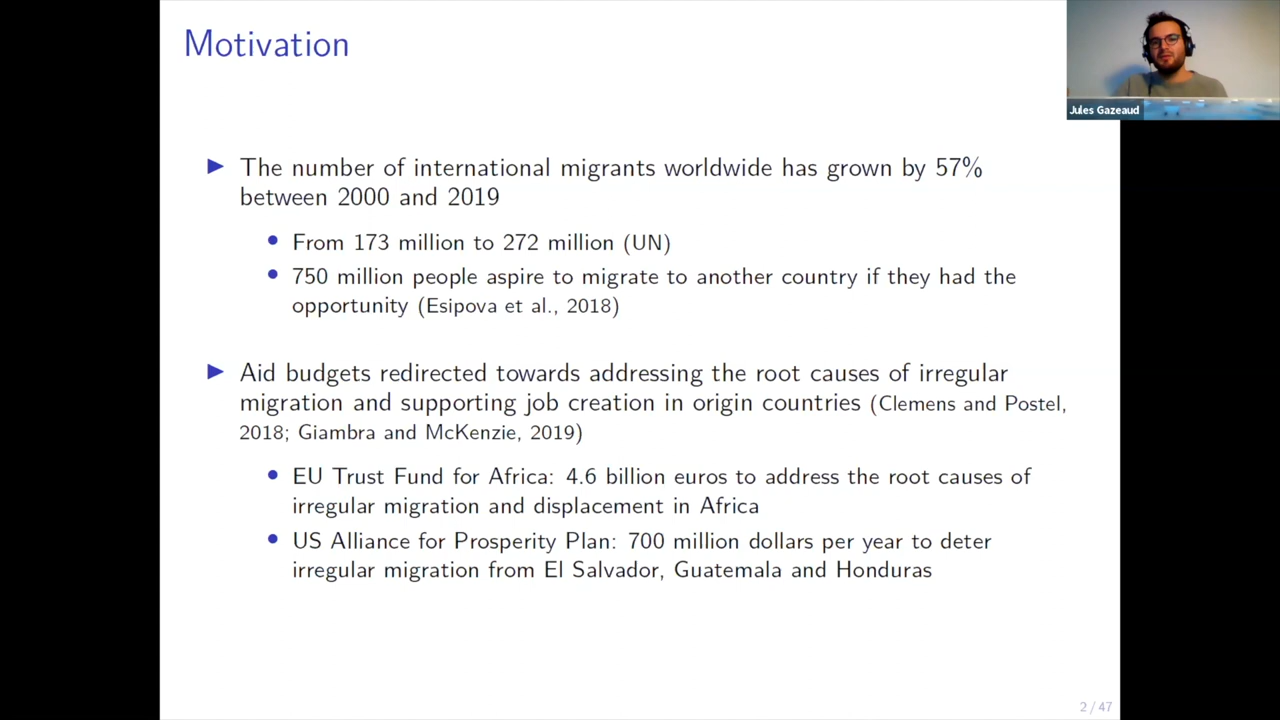 Motivation
Jules Gazeaud
▶ The number of international migrants worldwide has grown by 57%
between 2000 and 2019
• From 173 million to 272 million (UN)
• 750 million people aspire to migrate to another country if they had the
opportunity (Esipova et al., 2018)
▶ Aid budgets redirected towards addressing the root causes of irregular
migration and supporting job creation in origin countries (Clemens and Postel,
2018; Giambra and McKenzie, 2019)
• EU Trust Fund for Africa: 4.6 billion euros to address the root causes of
irregular migration and displacement in Africa
• US Alliance for Prosperity Plan: 700 million dollars per year to deter
irregular migration from El Salvador, Guatemala and Honduras
2 / 47